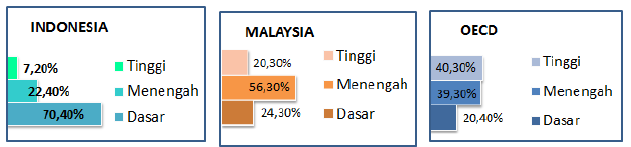 INDONESIA
7,20%
Tinggi
22,40%
Menengah
70,40%
Dasar
MALAYSIA
20,30%
Tinggi
56,30%
Menengah
24,30%
Dasar
OECD
40,30%
Tinggi
39,30%
Menengah
20,40%
Dasar